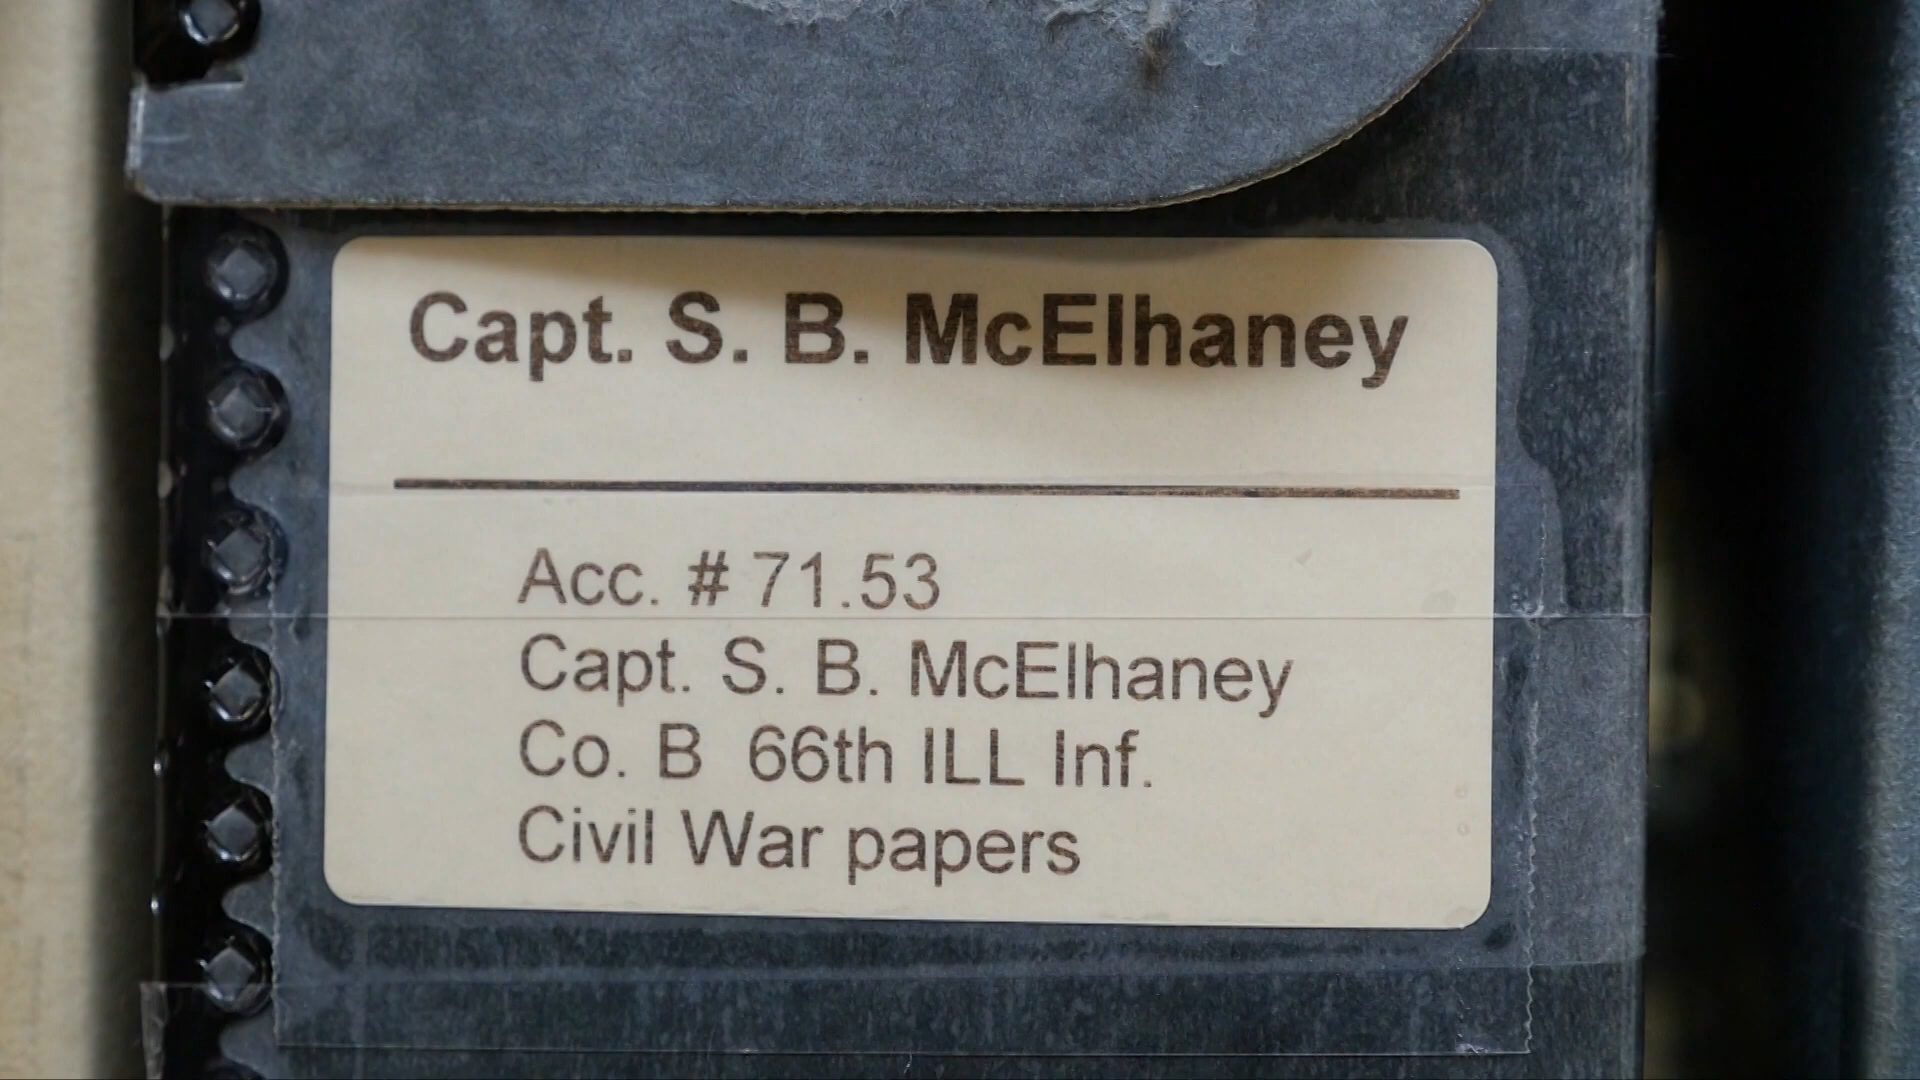 Capt. S. B. McElhaney
Acc. # 71.53
Capt. S. B. McElhaney
Co. B 66th ILL Inf.
Civil War papers